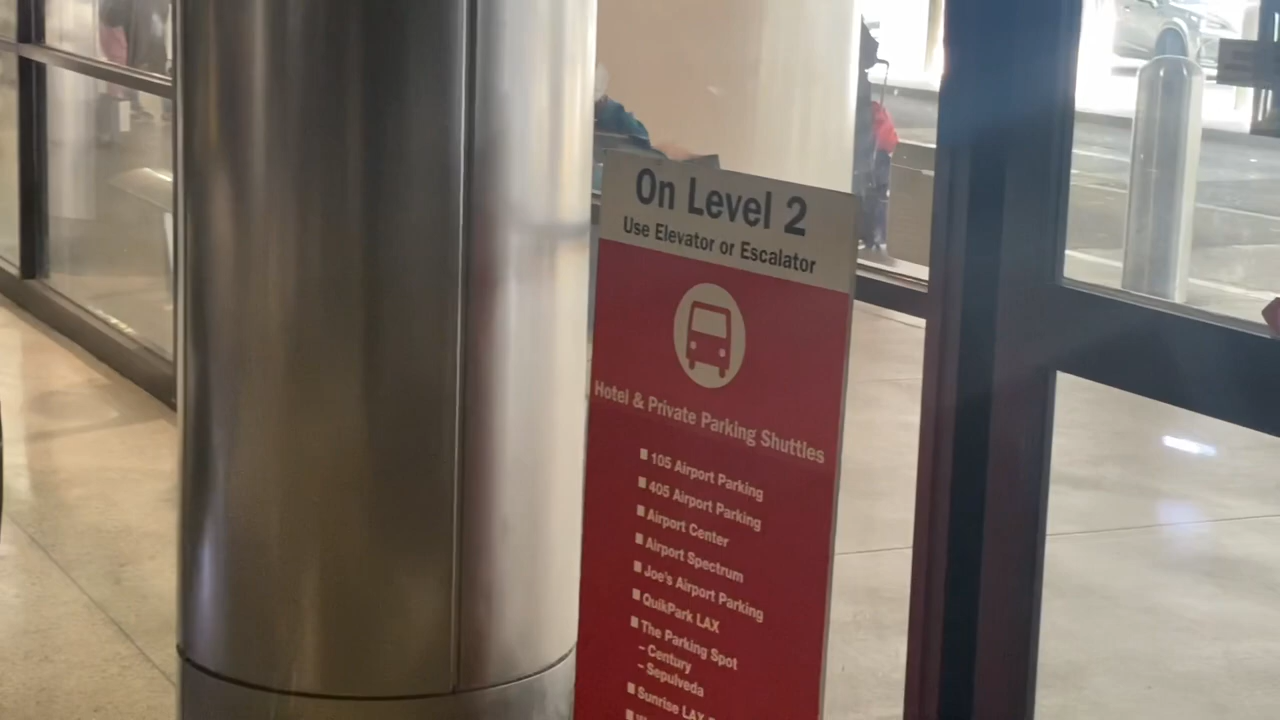 On Level 2
Use Elevator or Escalator
Hotel & Private Parking Shuttles
105 Airport Parking
405 Airport Parking
Airport Center
Airport Spectrum
Joe's Airport Parking
QuikPark LAX
The Parking Spot
– Century
– Sepulveda
Sunrise LAX